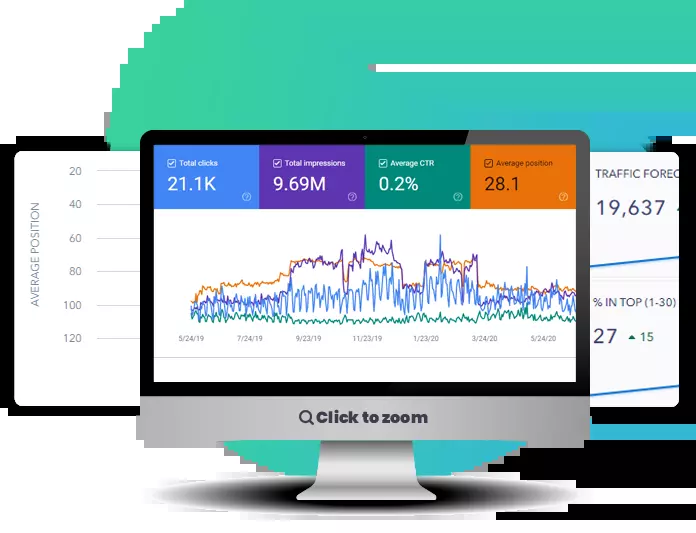 Total clicks
21.1K
Total impressions
9.69M
Average CTR
0.2%
Average position
28.1
5/24/19 7/24/19 9/23/19 11/23/19 1/23/20 3/24/20 5/24/20
Click to zoom
AVERAGE POSITION
20
40
60
80
100
120
TRAFFIC FOREC
19,637
% IN TOP (1-30)
27 ▲ 15